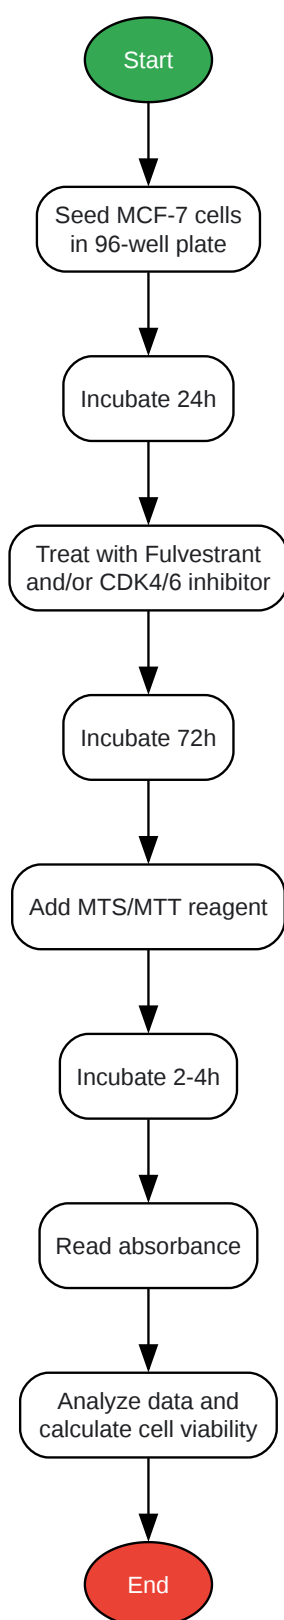 Start
Seed MCF-7 cells
in 96-well plate
Incubate 24h
Treat with Fulvestrant
and/or CDK4/6 inhibitor
Incubate 72h
Add MTS/MTT reagent
Incubate 2-4h
Read absorbance
Analyze data and
calculate cell viability
End